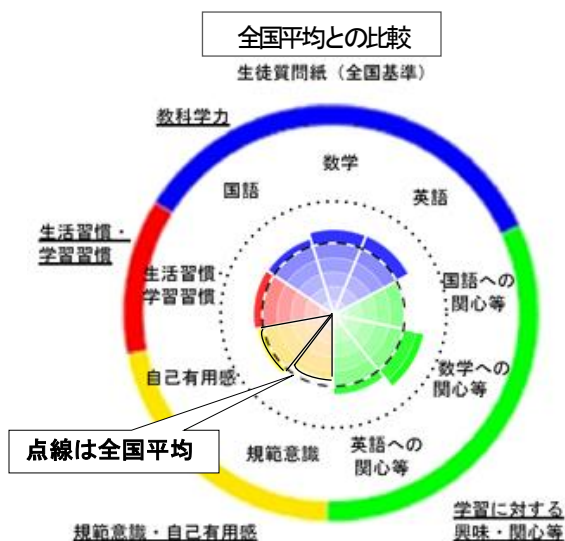 全国平均との比較
生徒質問紙（全国基準）
教科学力
数学
国語
英語
生活習慣・
学習習慣
生活習慣・
学習習慣
国語への
関心等
自己有用感
数学への
関心等
点線は全国平均
規範意識
英語への
関心等
規範意識・自己有用感
学習に対する
興味・関心等